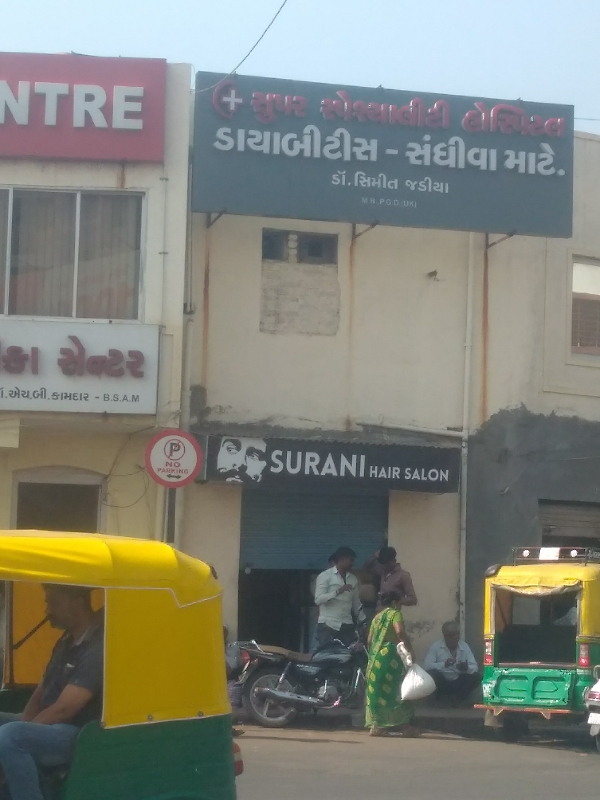 NTRE
સુપર સ્પેશ્યાલીટી હોસ્પિટલ
ડાયાબીટીસ - સંધીવા માટે.
ડૉ. સિમીત જડીયા
કા સેન્ટર
ડૉ.એચ.બી.કામદાર - B.S.A.M
P
NO
PARKING
SURANI HAIR SALON